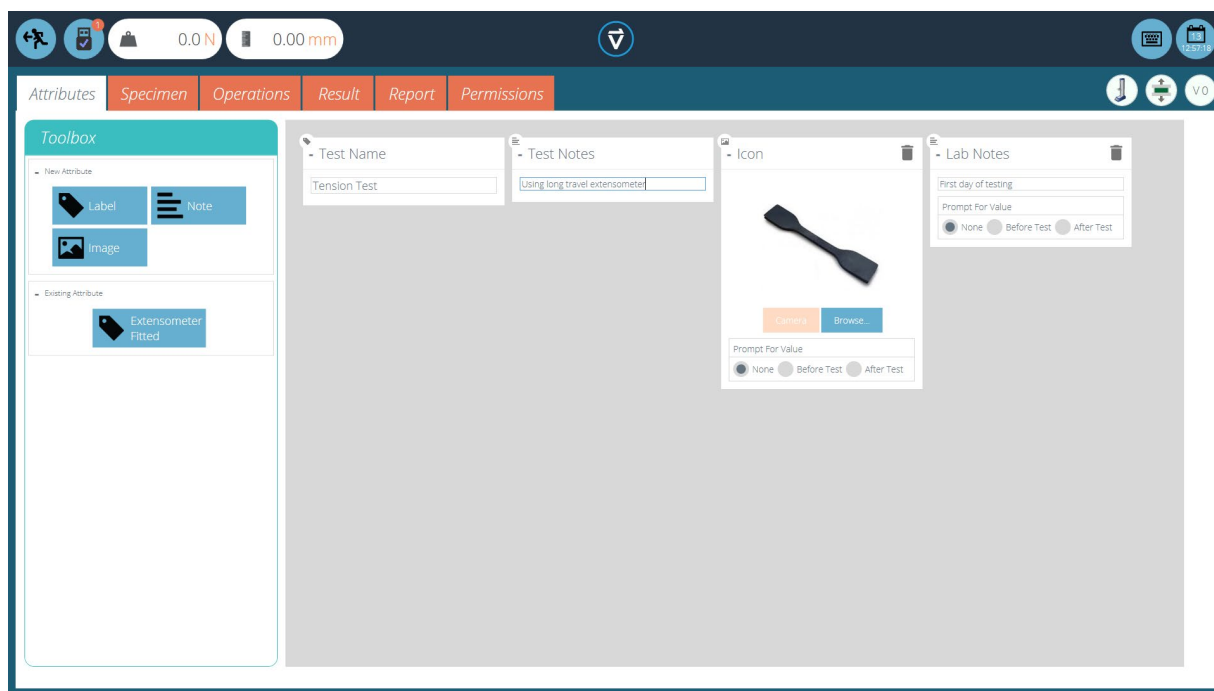 1
0.0 N
0.00 mm
13
12:57:18
Attributes
Specimen
Operations
Result
Report
Permissions
V 0
Toolbox
- New Attribute
Label
Note
Image
- Existing Attribute
Extensometer
Fitted
- Test Name
Tension Test
- Test Notes
Using long travel extensometer
- Icon
Camera
Browse...
Prompt For Value
None
Before Test
After Test
- Lab Notes
First day of testing
Prompt For Value
None
Before Test
After Test